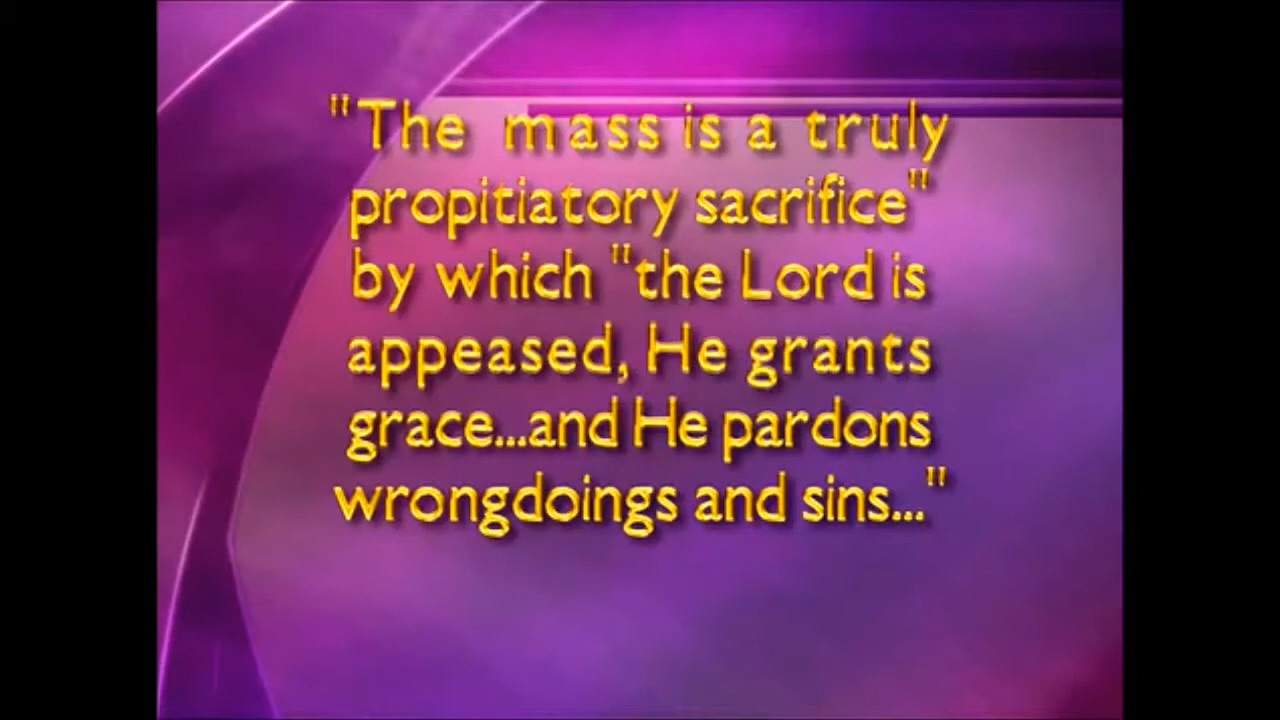 "The mass is a truly
propitiatory sacrifice"
by which "the Lord is
appeased, He grants
grace...and He pardons
wrongdoings and sins..."